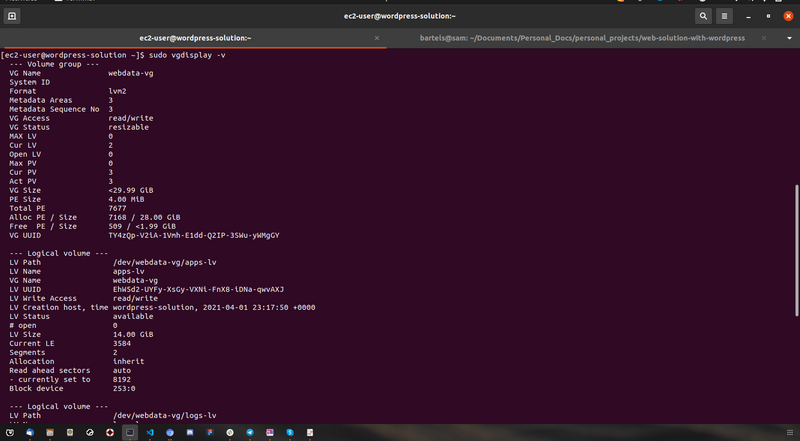 ec2-user@wordpress-solution:~
ec2-user@wordpress-solution:~
bartels@sam: ~/Documents/Personal_Docs/personal_projects/web-solution-with-wordpress
[ec2-user@wordpress-solution ~]$ sudo vgdisplay -v
--- Volume group ---
VG Name webdata-vg
System ID
Format lvm2
Metadata Areas 3
Metadata Sequence No 3
VG Access read/write
VG Status resizable
MAX LV 0
Cur LV 2
Open LV 0
Max PV 0
Cur PV 3
Act PV 3
VG Size <29.99 GiB
PE Size 4.00 MiB
Total PE 7677
Alloc PE / Size 7168 / 28.00 GiB
Free PE / Size 509 / <1.99 GiB
VG UUID TY4zQp-V2iA-1Vmh-E1dd-Q2IP-3SWu-yWMgGY
--- Logical volume ---
LV Path /dev/webdata-vg/apps-lv
LV Name apps-lv
VG Name webdata-vg
LV UUID EhWSd2-UYFy-XsGy-VXNi-FnX8-iDNa-qwvAXJ
LV Write Access read/write
LV Creation host, time wordpress-solution, 2021-04-01 23:17:50 +0000
LV Status available
# open 0
LV Size 14.00 GiB
Current LE 3584
Segments 2
Allocation inherit
Read ahead sectors auto
- currently set to 8192
Block device 253:0
--- Logical volume ---
LV Path /dev/webdata-vg/logs-lv